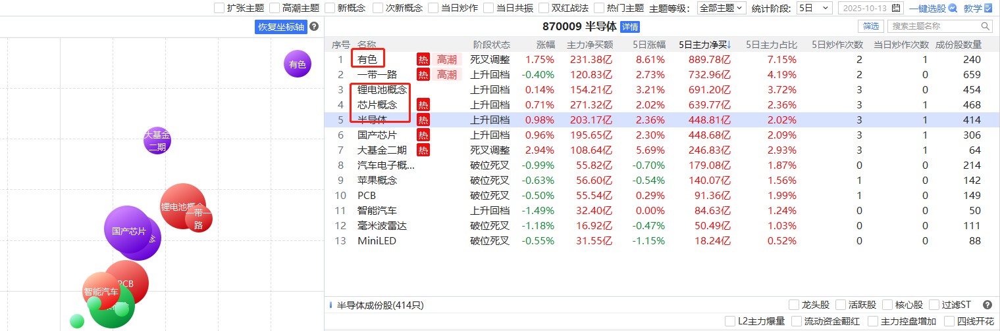 扩张主题 高潮主题 新概念 次新概念 当日炒作 当日共振 双红战法 热门主题 主题等级: 全部主题 统计阶段: 5日 2025-10-13 一键选股 教学
恢复坐标轴 ?
870009 半导体 详情 筛选 搜索主题名称
序号 名称 阶段状态 涨幅 主力净买额 5日涨幅 5日主力净买↓ 5日主力占比 5日炒作次数 当日炒作次数 成份股数量
1 有色 热 高潮 死叉调整 1.75% 231.38亿 8.61% 889.78亿 7.15% 2 1 240
2 一带一路 热 高潮 上升回档 -0.40% 120.83亿 2.73% 732.96亿 4.19% 2 0 659
3 锂电池概念 上升回档 0.14% 154.21亿 3.21% 691.20亿 3.72% 3 0 454
4 芯片概念 热 上升回档 0.71% 271.32亿 2.02% 639.77亿 2.36% 3 1 468
5 半导体 热 上升回档 0.98% 203.17亿 2.36% 448.81亿 2.02% 3 1 414
6 国产芯片 热 上升回档 0.96% 195.65亿 2.30% 448.68亿 2.09% 3 1 306
7 大基金二期 热 死叉调整 2.94% 108.64亿 5.69% 246.83亿 2.93% 3 1 64
8 汽车电子概... 破位死叉 -0.99% 55.82亿 -0.70% 179.08亿 1.87% 0 0 214
9 苹果概念 破位死叉 -0.63% 56.60亿 -0.54% 140.07亿 1.56% 1 0 142
10 PCB 破位死叉 -0.50% 55.54亿 0.29% 91.36亿 1.99% 1 0 149
11 智能汽车 上升回档 -1.49% 32.40亿 0.00% 84.63亿 1.24% 0 0 50
12 毫米波雷达 破位死叉 -1.18% 16.92亿 -0.47% 50.49亿 1.03% 0 0 111
13 MiniLED 破位死叉 -0.55% 31.55亿 -1.15% 18.24亿 0.52% 0 0 88
有色
大基金
二期
锂电池概念
一带一
路
国产芯片
PCB
智能汽车
半导体成份股(414只) 龙头股 活跃股 核心股 过滤ST ?
L2主力爆量 流动资金翻红 主力控盘增加 四线开花